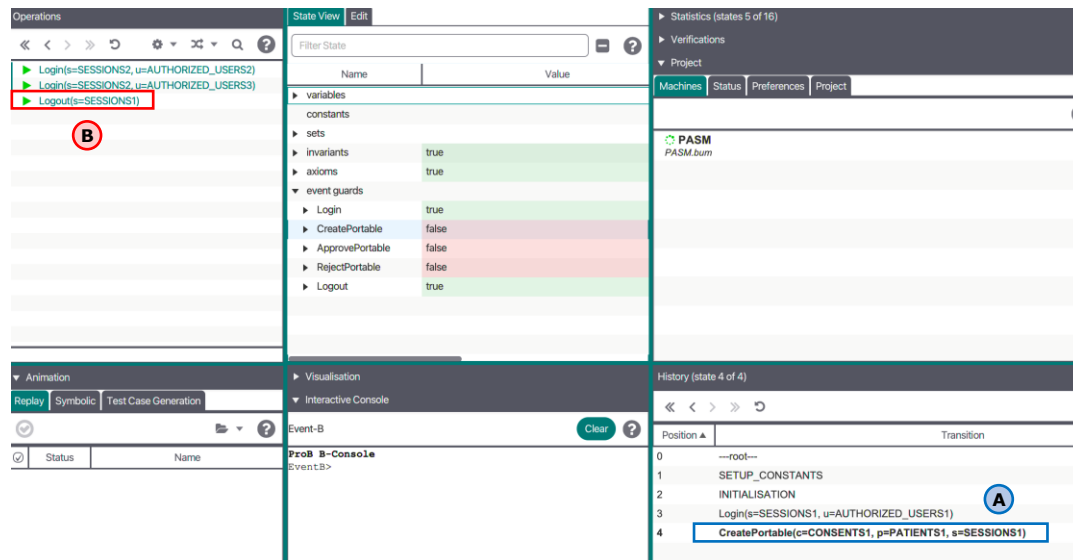 Operations
Login(s=SESSIONS2, u=AUTHORIZED_USERS2)
Login(s=SESSIONS2, u=AUTHORIZED_USERS3)
Logout(s=SESSIONS1)
B
State View Edit
Filter State
Name Value
variables
constants
sets
invariants true
axioms true
event guards
Login true
CreatePortable false
ApprovePortable false
RejectPortable false
Logout true
Statistics (states 5 of 16)
Verifications
Project
Machines Status Preferences Project
PASM
PASM.bum
Animation
Replay Symbolic Test Case Generation
Status Name
Visualisation
Interactive Console
Event-B Clear
ProB B-Console
EventB>
History (state 4 of 4)
Position Transition
0 ---root---
1 SETUP_CONSTANTS
2 INITIALISATION
A
3 Login(s=SESSIONS1, u=AUTHORIZED_USERS1)
4 CreatePortable(c=CONSENTS1, p=PATIENTS1, s=SESSIONS1)